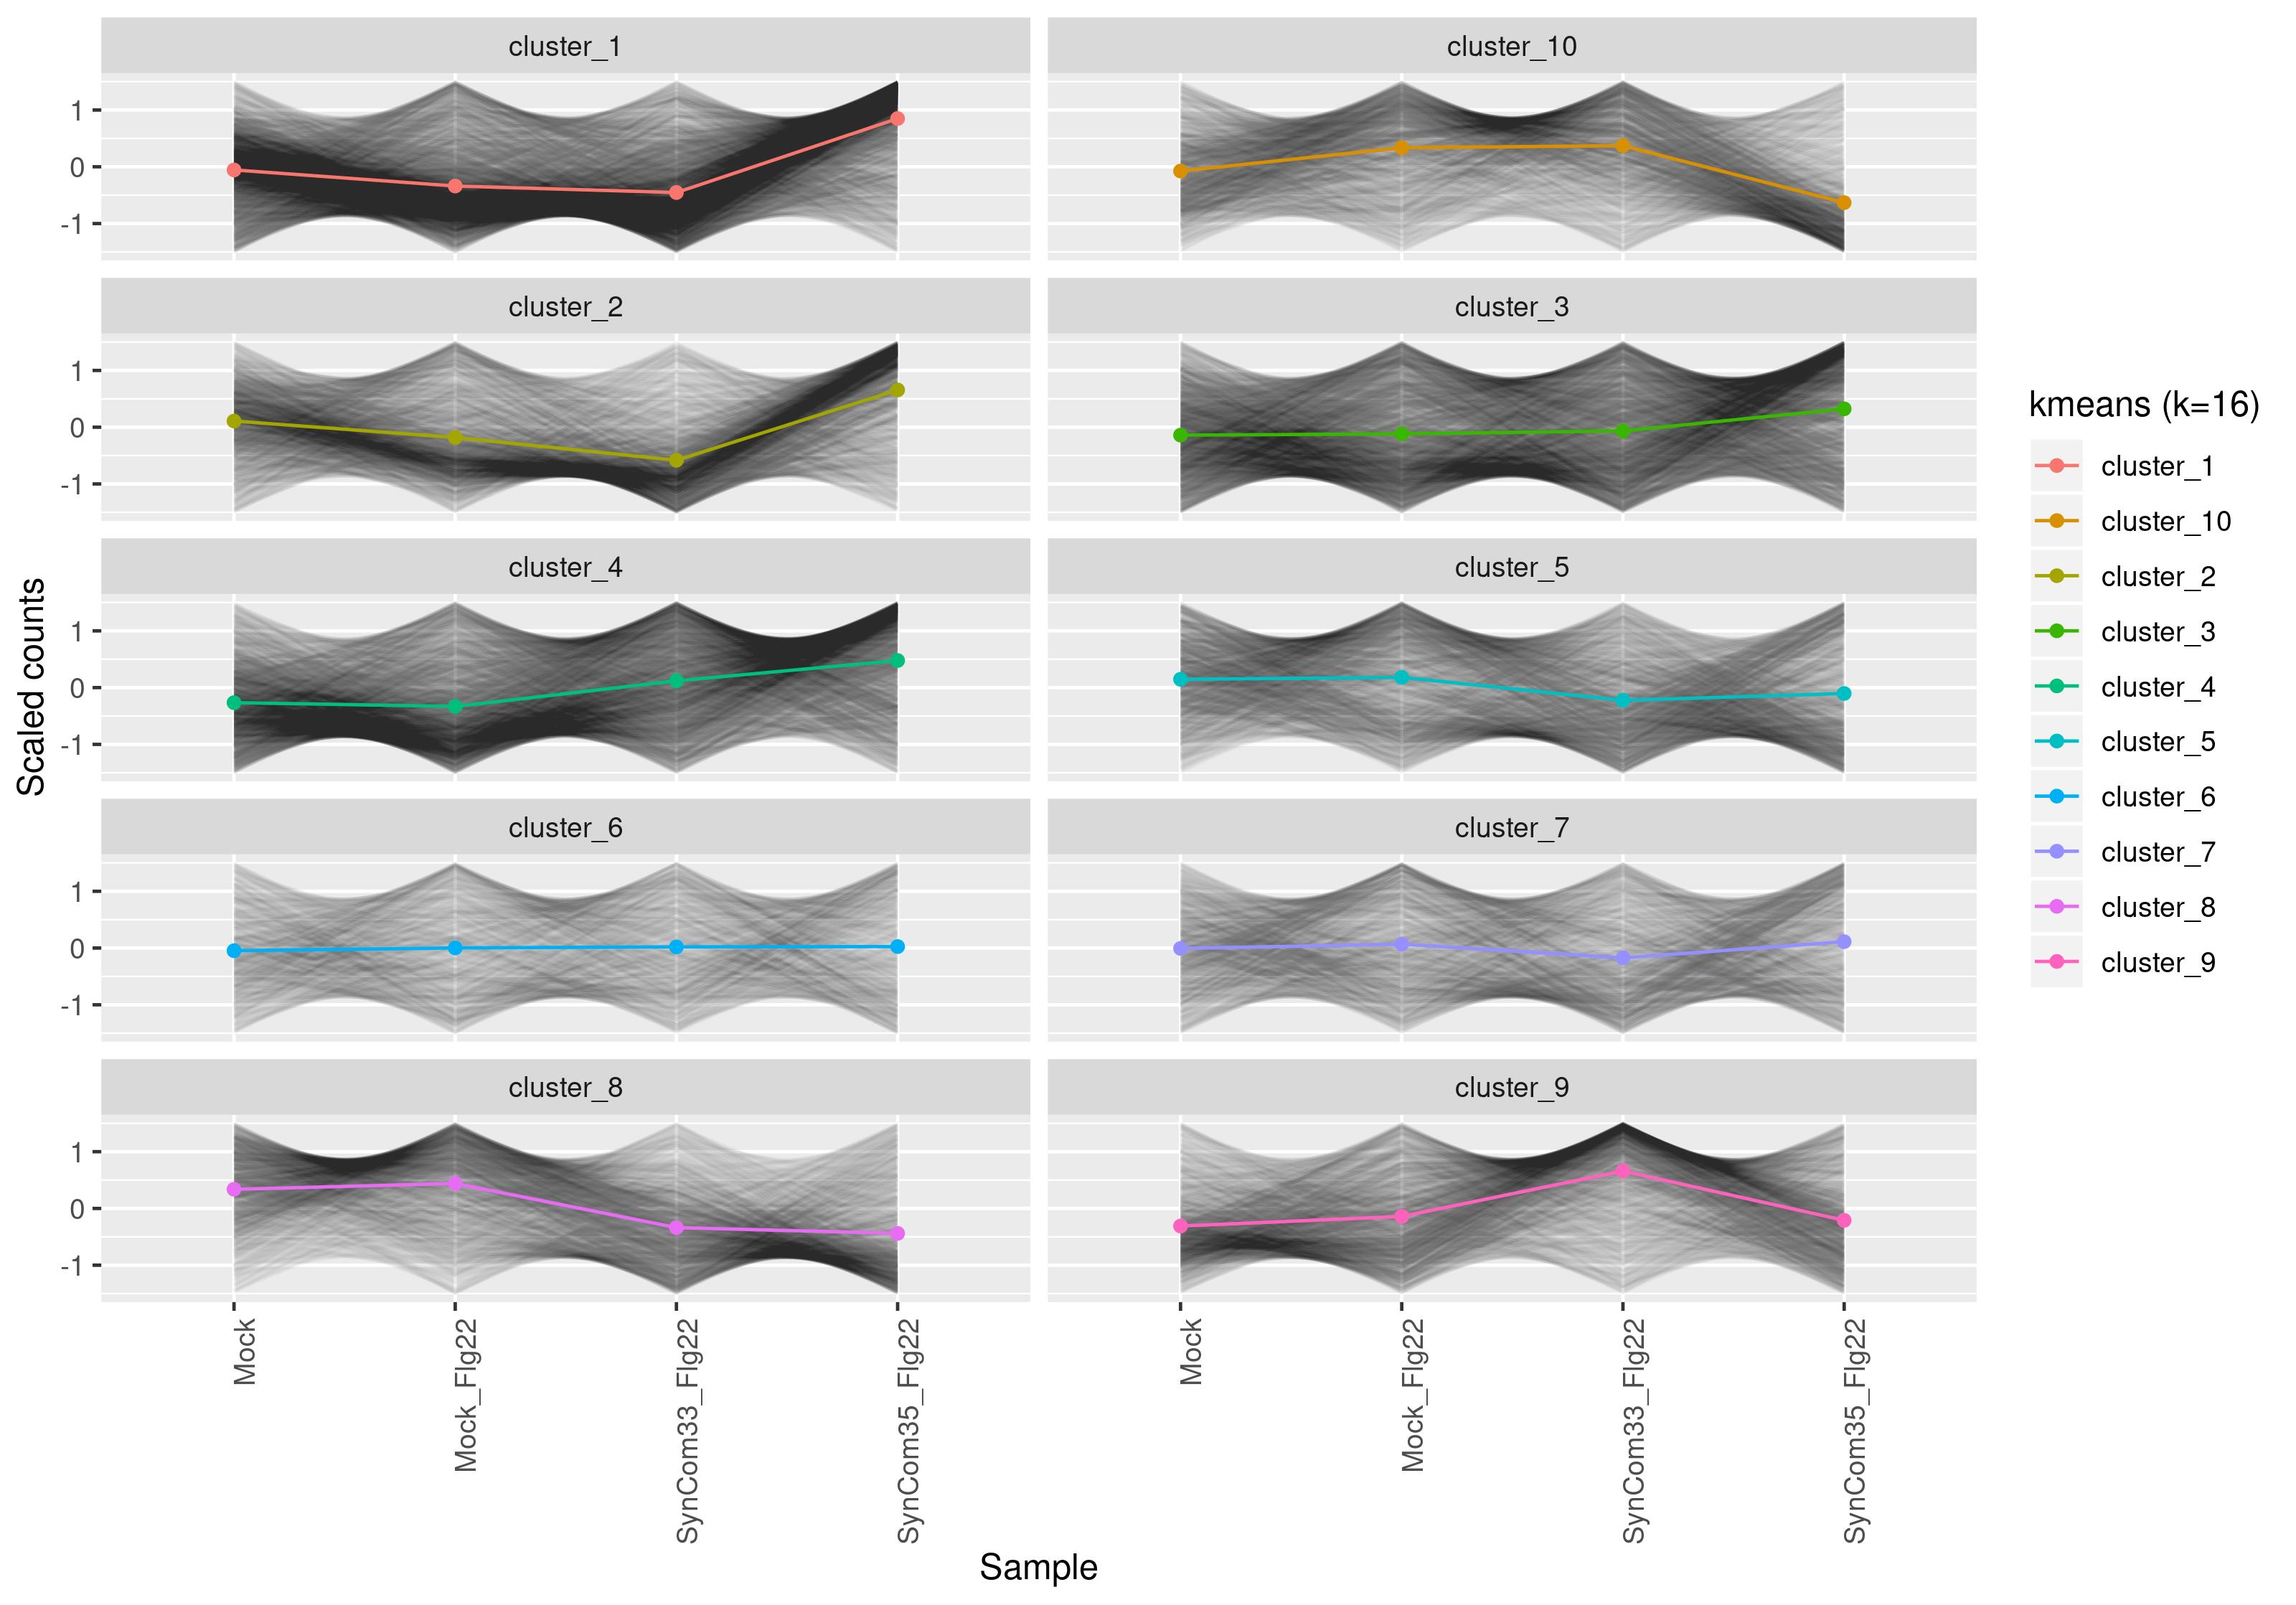 cluster_1
cluster_10
1
0
-1
cluster_2
cluster_3
1
0
-1
cluster_4
cluster_5
1
0
-1
cluster_6
cluster_7
1
0
-1
cluster_8
cluster_9
1
0
-1
Scaled counts
Mock
Mock_Flg22
SynCom33_Flg22
SynCom35_Flg22
Mock
Mock_Flg22
SynCom33_Flg22
SynCom35_Flg22
Sample
kmeans (k=16)
cluster_1
cluster_10
cluster_2
cluster_3
cluster_4
cluster_5
cluster_6
cluster_7
cluster_8
cluster_9